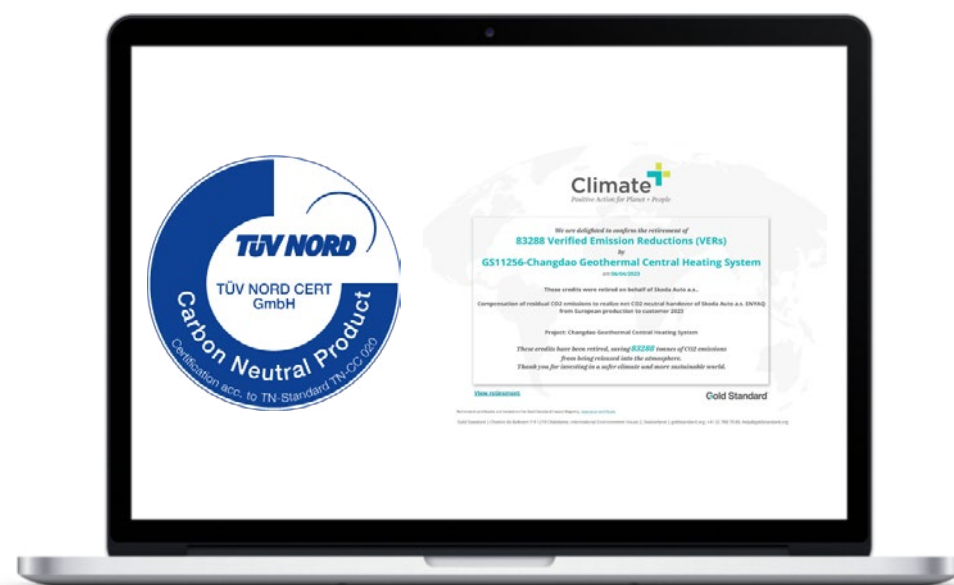 TÜV NORD
TÜV NORD CERT
GmbH
Carbon Neutral Product
Certification acc. to TN-Standard TN-CC 020
Climate+
Positive Action for Planet + People
We are delighted to confirm the retirement of
83288 Verified Emission Reductions (VERs)
by
GS11256-Changdao Geothermal Central Heating System
on 06/04/2023
These credits were retired on behalf of Skoda Auto a.s..
Compensation of residual CO2 emissions to realize net CO2 neutral handover of Skoda Auto a.s. ENYAQ
from European production to customer 2023
Project: Changdao Geothermal Central Heating System
These credits have been retired, saving 83288 tonnes of CO2 emissions
from being released into the atmosphere.
Thank you for investing in a safer climate and more sustainable world.
View retirement
Gold Standard